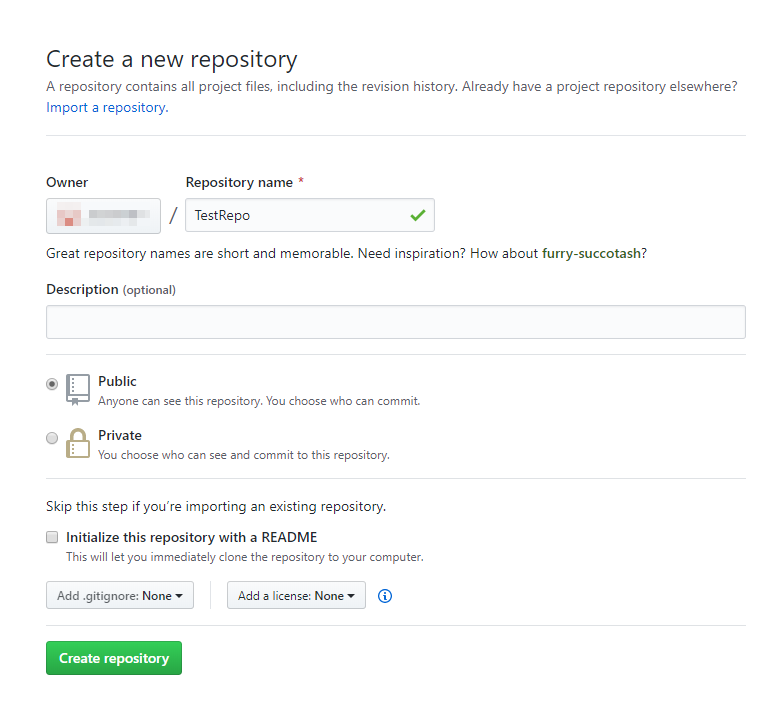 Create a new repository
A repository contains all project files, including the revision history. Already have a project repository elsewhere?
Import a repository.
Owner
Repository name *
/
TestRepo
Great repository names are short and memorable. Need inspiration? How about furry-succotash?
Description (optional)
Public
Anyone can see this repository. You choose who can commit.
Private
You choose who can see and commit to this repository.
Skip this step if you’re importing an existing repository.
Initialize this repository with a README
This will let you immediately clone the repository to your computer.
Add .gitignore: None
Add a license: None
Create repository